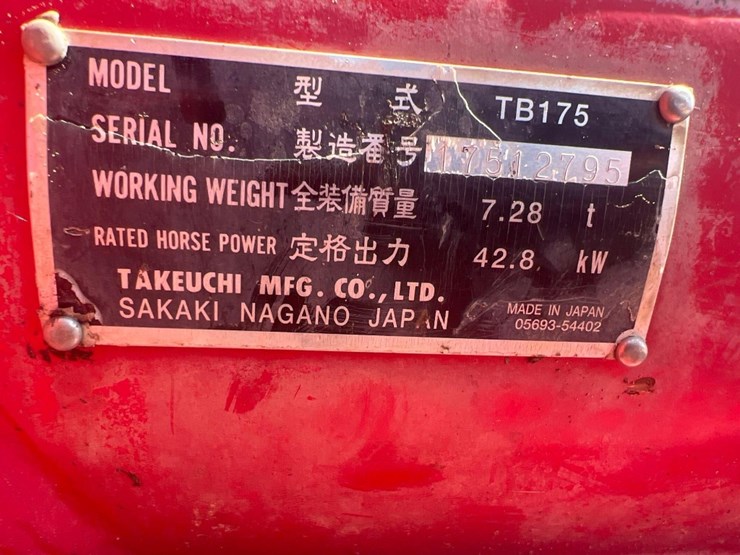 MODEL 型 式 TB175
SERIAL NO. 製造番号 17512795
WORKING WEIGHT 全装備質量 7.28 t
RATED HORSE POWER 定格出力 42.8 kW
TAKEUCHI MFG. CO., LTD.
SAKAKI NAGANO JAPAN
MADE IN JAPAN
05693-54402